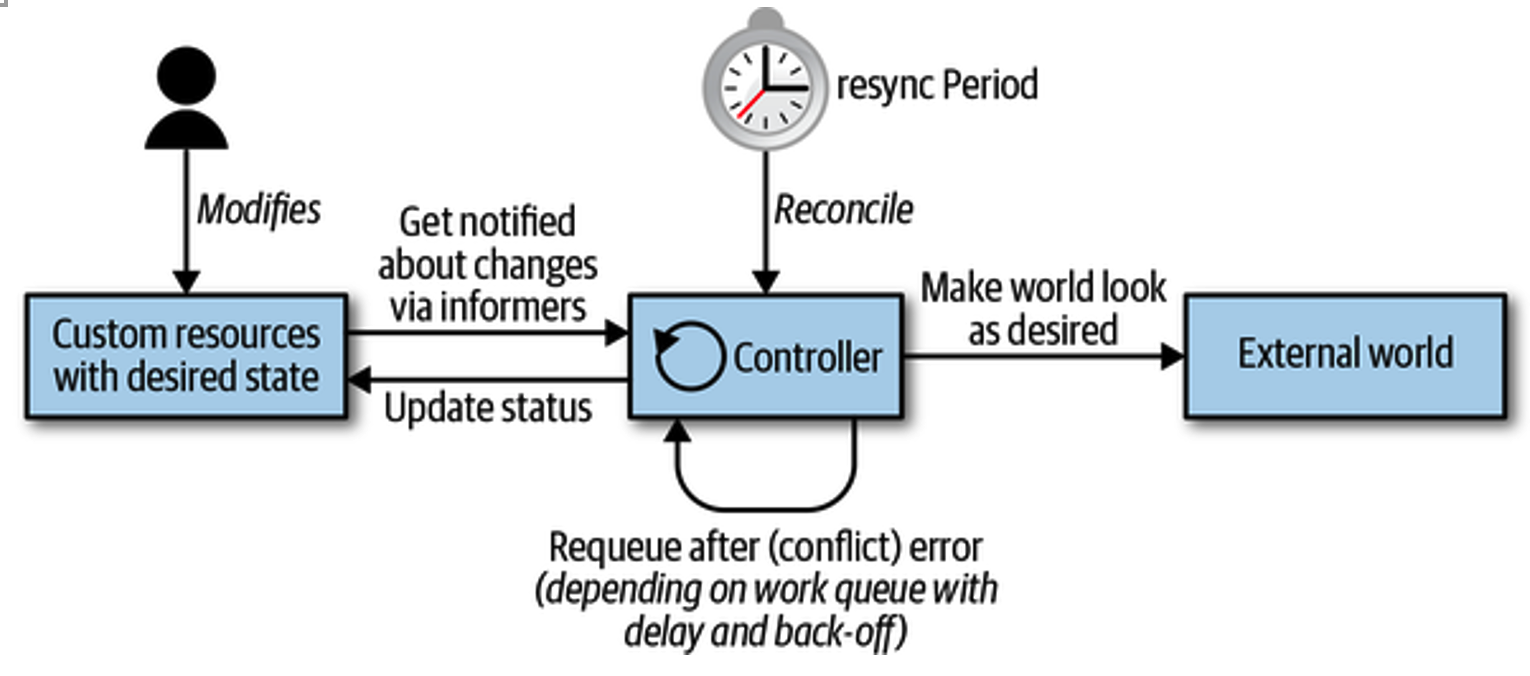 resync Period
Modifies
Reconcile
Get notified
about changes
via informers
Make world look
as desired
Custom resources
with desired state
Controller
External world
Update status
Requeue after (conflict) error
(depending on work queue with
delay and back-off)